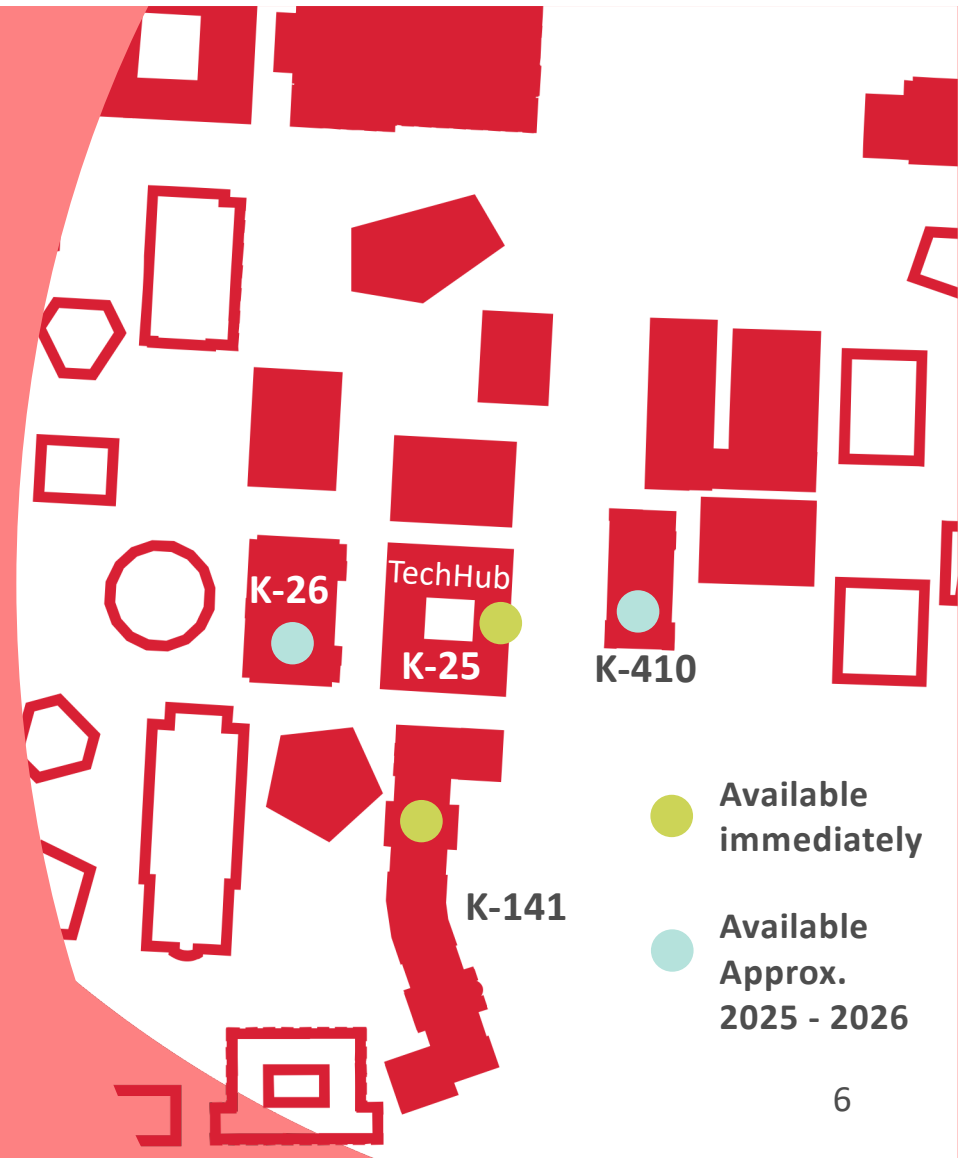 TechHub
K-26
K-25
K-410
K-141
Available
immediately
Available
Approx.
2025 - 2026
6